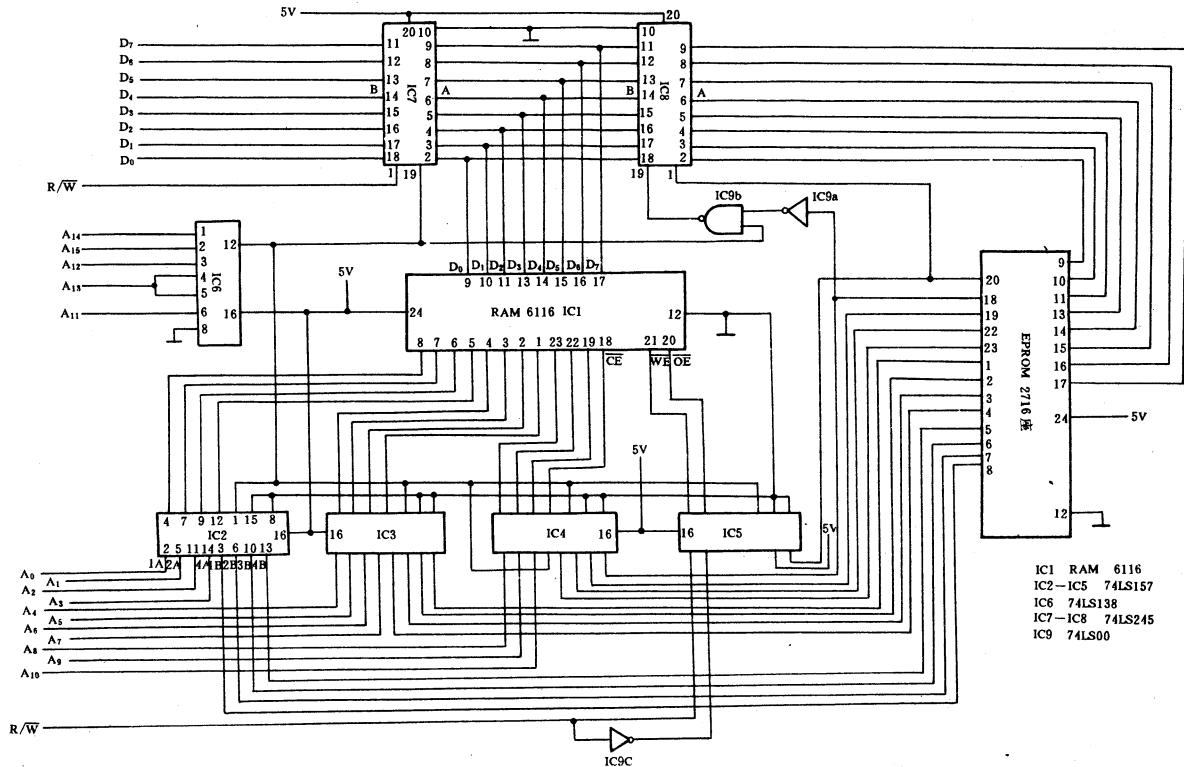 5V
20
20 10
10
D7
11
9
11
9
D6
12
8
12
8
D5
13
7
13
7
D4
B
14
IC7
6
A
B
14
IC8
6
A
D3
15
5
15
5
D2
16
4
16
4
D1
17
3
17
3
D0
18
2
18
2
R/W̅
1
19
19
1
IC9b
IC9a
A14
1
12
A15
2
A12
3
A13
4
5
IC6
A11
6
16
8
5V
D0 D1 D2 D3 D4 D5 D6 D7
9 10 11 13 14 15 16 17
24
RAM 6116 IC1
12
8 7 6 5 4 3 2 1 23 22 19 18
21 20
C̅E̅
W̅E̅ O̅E̅
20
18
19
22
23
1
2
3
4
5
6
7
8
EPROM 2716座
9
10
11
13
14
15
16
17
24
5V
12
5V
4 7 9 12 1 15 8
IC2
16
2 5 11 14 3 6 10 13
1A 2A 4A 1B 2B 3B 4B
16
IC3
IC4
16
16
IC5
5V
A0
A1
A2
A3
A4
A5
A6
A7
A8
A9
A10
R/W̅
IC9C
IC1 RAM 6116
IC2-IC5 74LS157
IC6 74LS138
IC7-IC8 74LS245
IC9 74LS00